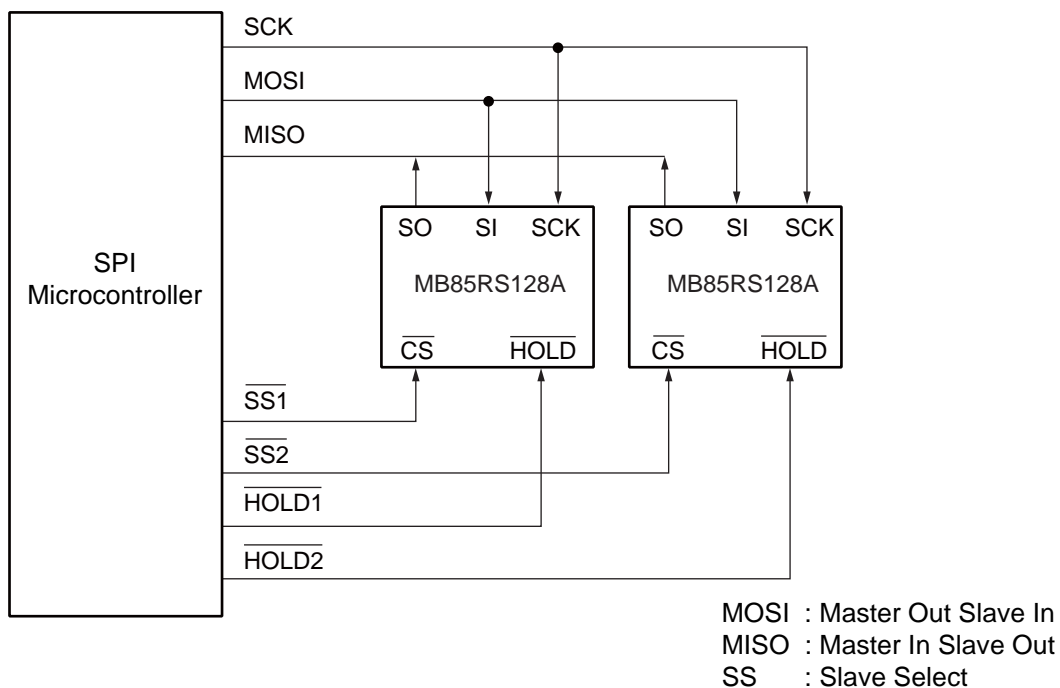 SCK
MOSI
MISO
SPI
Microcontroller
SO SI SCK
MB85RS128A
CS HOLD
SO SI SCK
MB85RS128A
CS HOLD
SS1
SS2
HOLD1
HOLD2
MOSI : Master Out Slave In
MISO : Master In Slave Out
SS : Slave Select